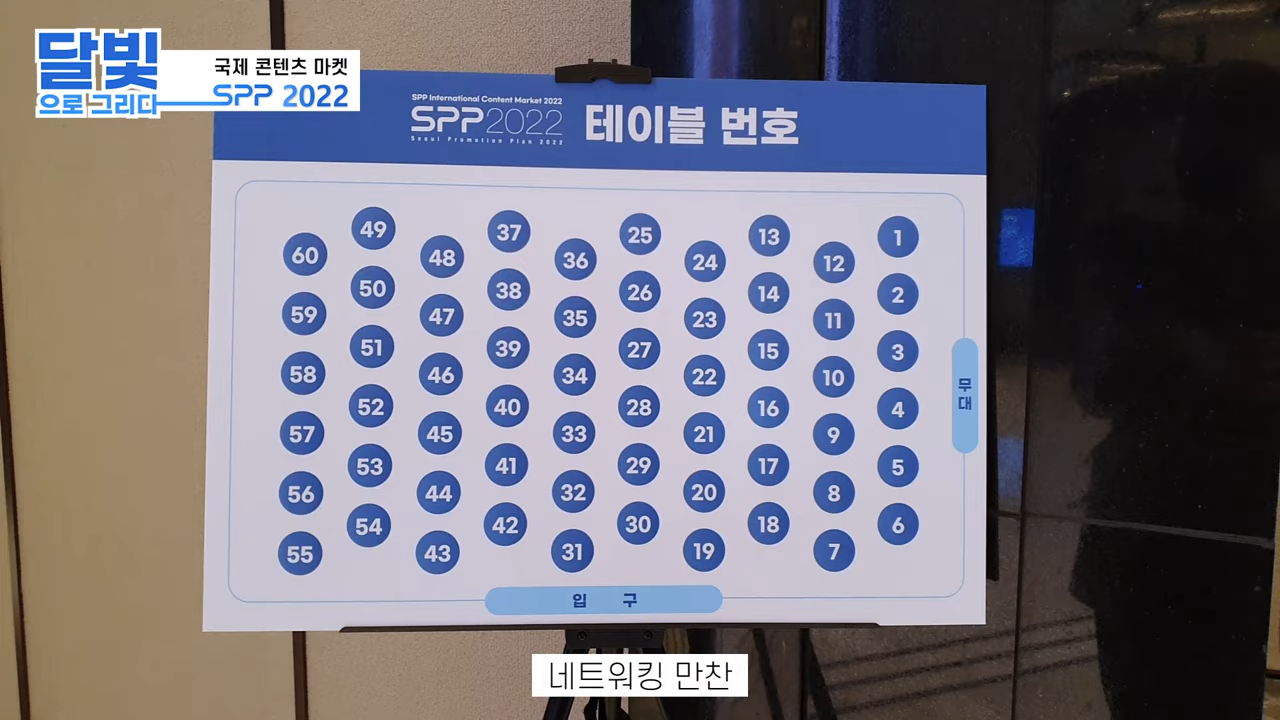 달빛
으로 그리다
국제 콘텐츠 마켓
SPP 2022
SPP International Content Market 2022
SPP2022
Seoul Promotion Plan 2022
테이블 번호
49 37 25 13 1
60 48 36 24 12
50 38 26 14 2
59 47 35 23 11
51 39 27 15 3
58 46 34 22 10
52 40 28 16 4
57 45 33 21 9
53 41 29 17 5
56 44 32 20 8
54 42 30 18 6
55 43 31 19 7
무대
입 구
네트워킹 만찬